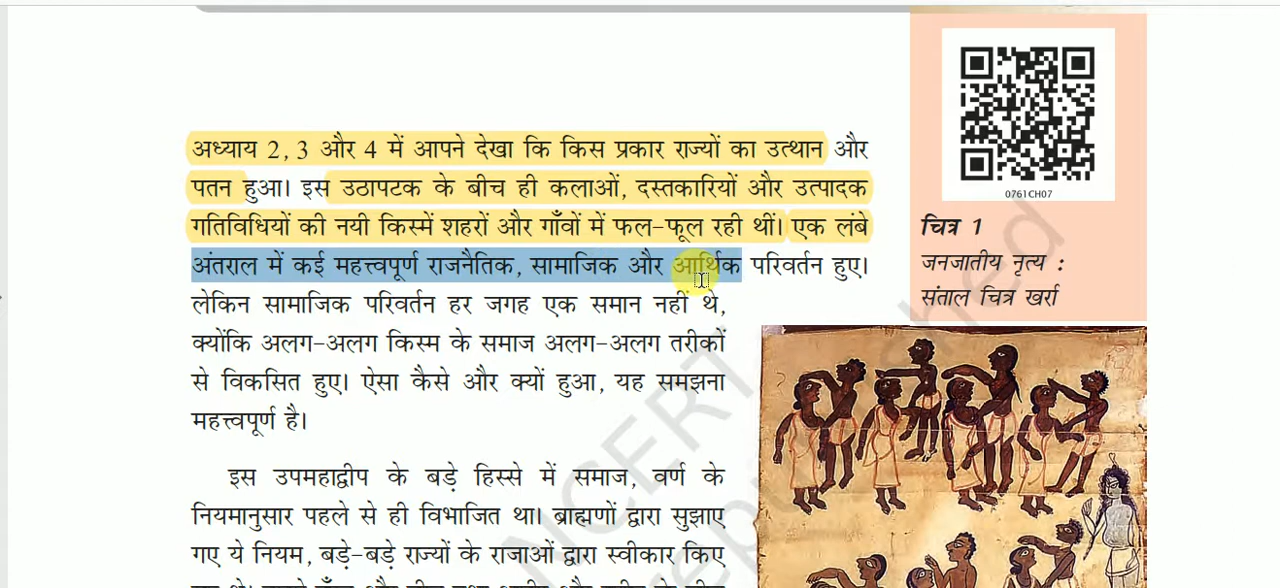 अध्याय 2, 3 और 4 में आपने देखा कि किस प्रकार राज्यों का उत्थान और
पतन हुआ। इस उठापटक के बीच ही कलाओं, दस्तकारियों और उत्पादक
गतिविधियों की नयी किस्में शहरों और गाँवों में फल-फूल रही थीं। एक लंबे
अंतराल में कई महत्त्वपूर्ण राजनैतिक, सामाजिक और आर्थिक परिवर्तन हुए।
लेकिन सामाजिक परिवर्तन हर जगह एक समान नहीं थे,
क्योंकि अलग-अलग किस्म के समाज अलग-अलग तरीकों
से विकसित हुए। ऐसा कैसे और क्यों हुआ, यह समझना
महत्त्वपूर्ण है।
इस उपमहाद्वीप के बड़े हिस्से में समाज, वर्ण के
नियमानुसार पहले से ही विभाजित था। ब्राह्मणों द्वारा सुझाए
गए ये नियम, बड़े-बड़े राज्यों के राजाओं द्वारा स्वीकार किए
0761CH07
चित्र 1
जनजातीय नृत्य :
संताल चित्र खर्रा
NCERT
republished